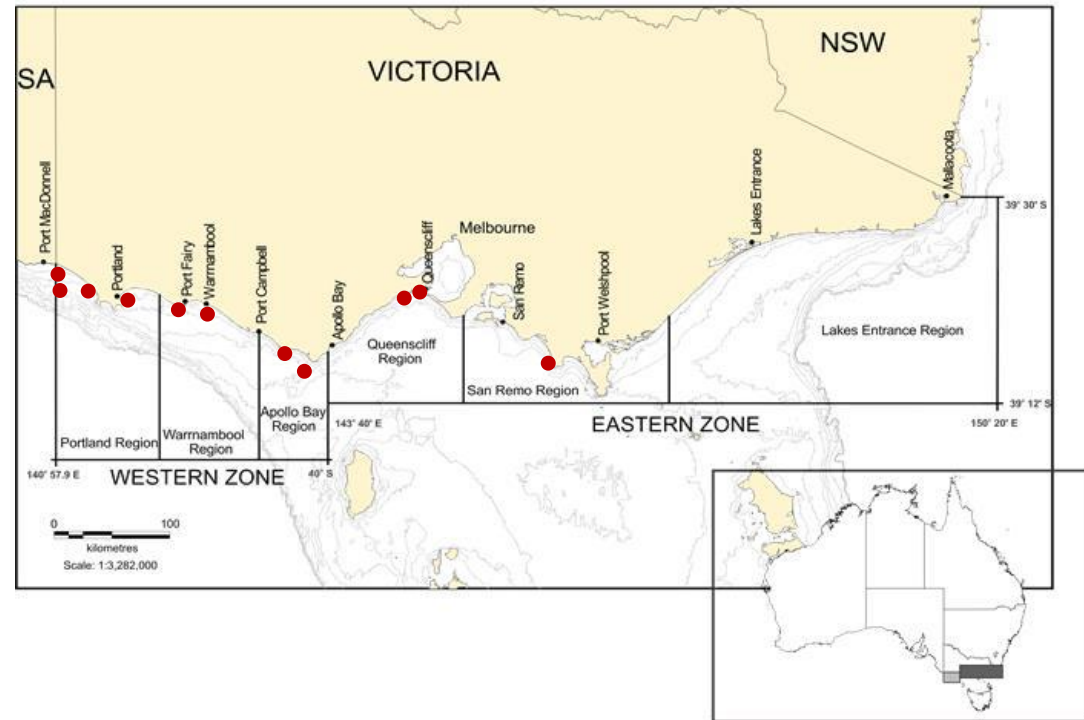 SA
VICTORIA
NSW
Port MacDonnell
Portland
Port Fairy
Warrnambool
Port Campbell
Apollo Bay
Queenscliff
Melbourne
San Remo
Port Welshpool
Lakes Entrance
Mallacoota
39° 30' S
Lakes Entrance Region
Queenscliff
Region
San Remo Region
39° 12' S
Apollo Bay
Region
143° 40' E
EASTERN ZONE
150° 20' E
Portland Region
Warrnambool
Region
140° 57.9 E
WESTERN ZONE
40° S
0
100
kilometres
Scale: 1:3,282,000